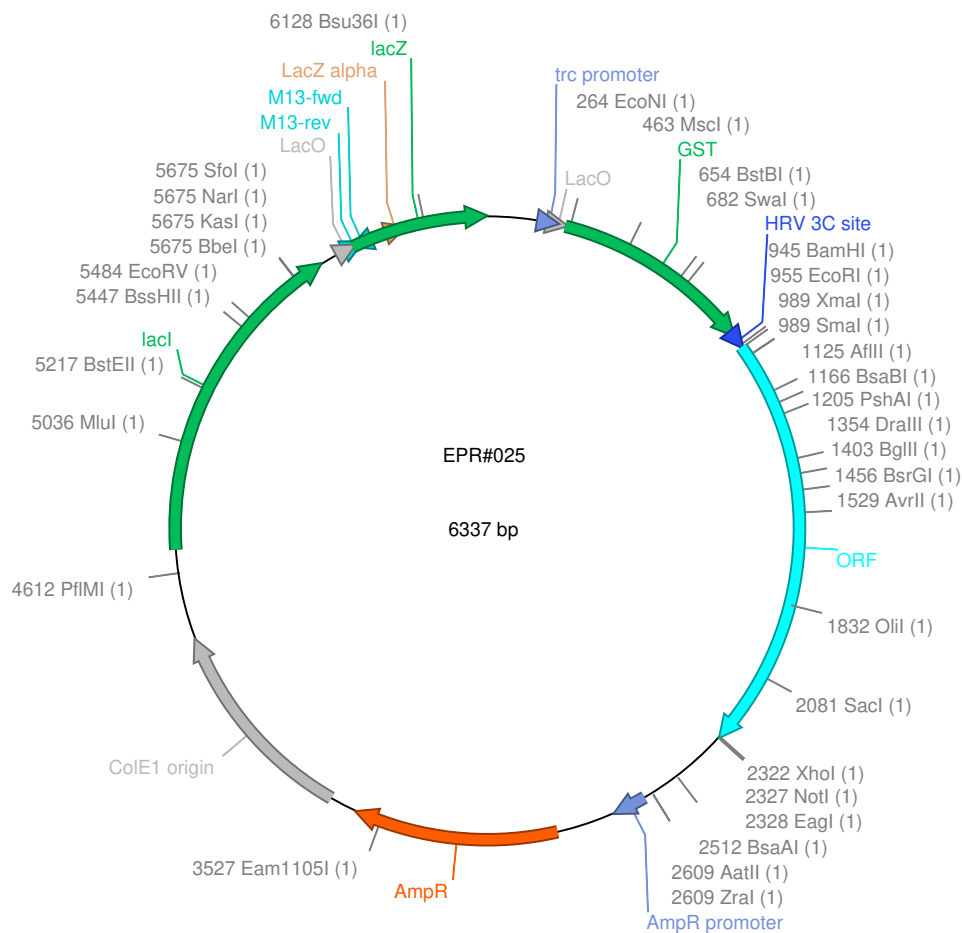 6128 Bsu36I (1)
lacZ
LacZ alpha
M13-fwd
M13-rev
LacO
5675 SfoI (1)
5675 NarI (1)
5675 KasI (1)
5675 BbeI (1)
5484 EcoRV (1)
5447 BssHII (1)
lacI
5217 BstEII (1)
5036 MluI (1)
4612 PflMI (1)
ColE1 origin
3527 Eam1105I (1)
AmpR
trc promoter
264 EcoNI (1)
463 MscI (1)
GST
LacO
654 BstBI (1)
682 SwaI (1)
HRV 3C site
945 BamHI (1)
955 EcoRI (1)
989 XmaI (1)
989 SmaI (1)
1125 AflII (1)
1166 BsaBI (1)
1205 PshAI (1)
1354 DraIII (1)
1403 BglII (1)
1456 BsrGI (1)
1529 AvrII (1)
ORF
1832 OliI (1)
2081 SacI (1)
2322 XhoI (1)
2327 NotI (1)
2328 EagI (1)
2512 BsaAI (1)
2609 AatII (1)
2609 ZraI (1)
AmpR promoter
EPR#025
6337 bp